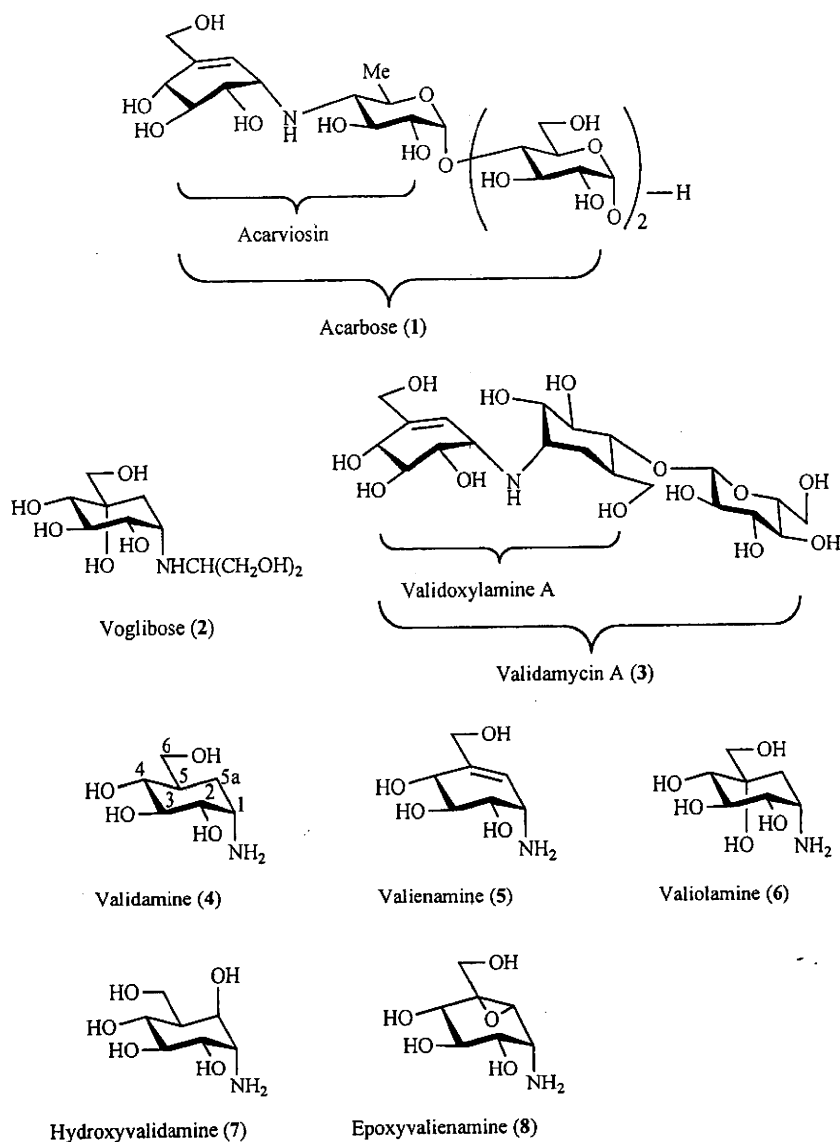 OH
HO
HO
HO
N
H
Me
O
HO
HO
O
OH
O
HO
HO
O
2
H
Acarviosin
Acarbose (1)
OH
HO
HO
HO
HO
NHCH(CH2OH)2
Voglibose (2)
OH
HO
HO
OH
N
H
HO
HO
HO
O
HO
O
HO
OH
OH
Validoxylamine A
Validamycin A (3)
6
OH
4
5
5a
HO
2
1
HO
3
HO
NH2
Validamine (4)
OH
HO
HO
HO
NH2
Valienamine (5)
OH
HO
HO
HO
HO
NH2
Valiolamine (6)
OH
HO
HO
HO
HO
NH2
Hydroxyvalidamine (7)
OH
HO
O
HO
HO
NH2
Epoxyvalienamine (8)